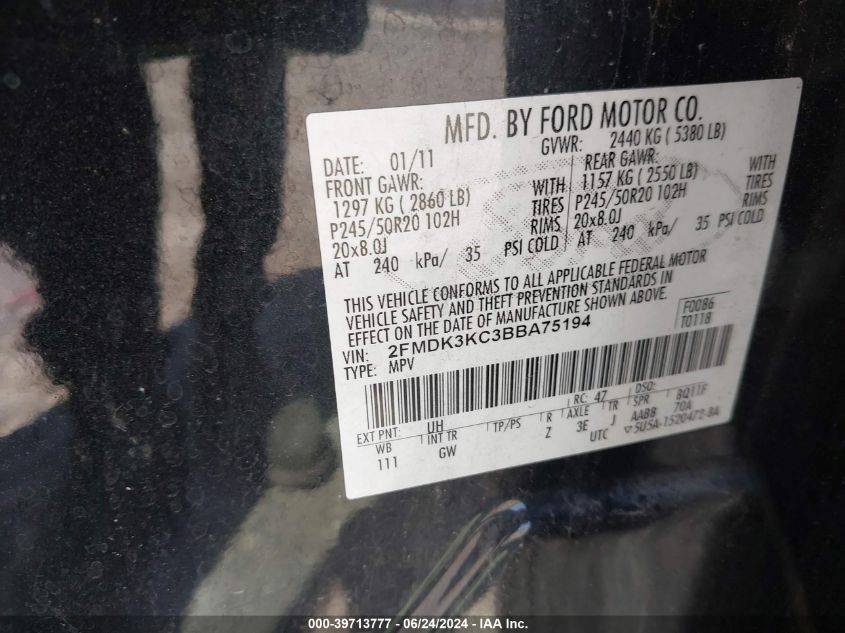 MFD. BY FORD MOTOR CO.
DATE: 01/11 GVWR: 2440 KG ( 5380 LB)
FRONT GAWR: REAR GAWR:
1297 KG ( 2860 LB) WITH 1157 KG ( 2550 LB) WITH
P245/50R20 102H TIRES P245/50R20 102H TIRES
20x8.0J RIMS 20x8.0J RIMS
AT 240 kPa/ 35 PSI COLD AT 240 kPa/ 35 PSI COLD
THIS VEHICLE CONFORMS TO ALL APPLICABLE FEDERAL MOTOR
VEHICLE SAFETY AND THEFT PREVENTION STANDARDS IN
EFFECT ON THE DATE OF MANUFACTURE SHOWN ABOVE.
VIN: 2FMDK3KC3BBA75194 F0086
TYPE: MPV T0118
RC: 47 DSO:
EXT PNT: UH
WB INT TR TP/PS R AXLE TR SPR
111 GW Z 3E J AABB 70A
UTC
000-39713777 - 06/24/2024 - IAA Inc.